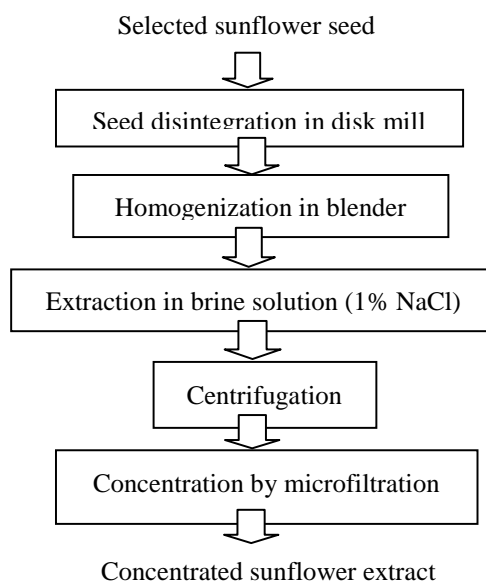 Selected sunflower seed
Seed disintegration in disk mill
Homogenization in blender
Extraction in brine solution (1% NaCl)
Centrifugation
Concentration by microfiltration
Concentrated sunflower extract